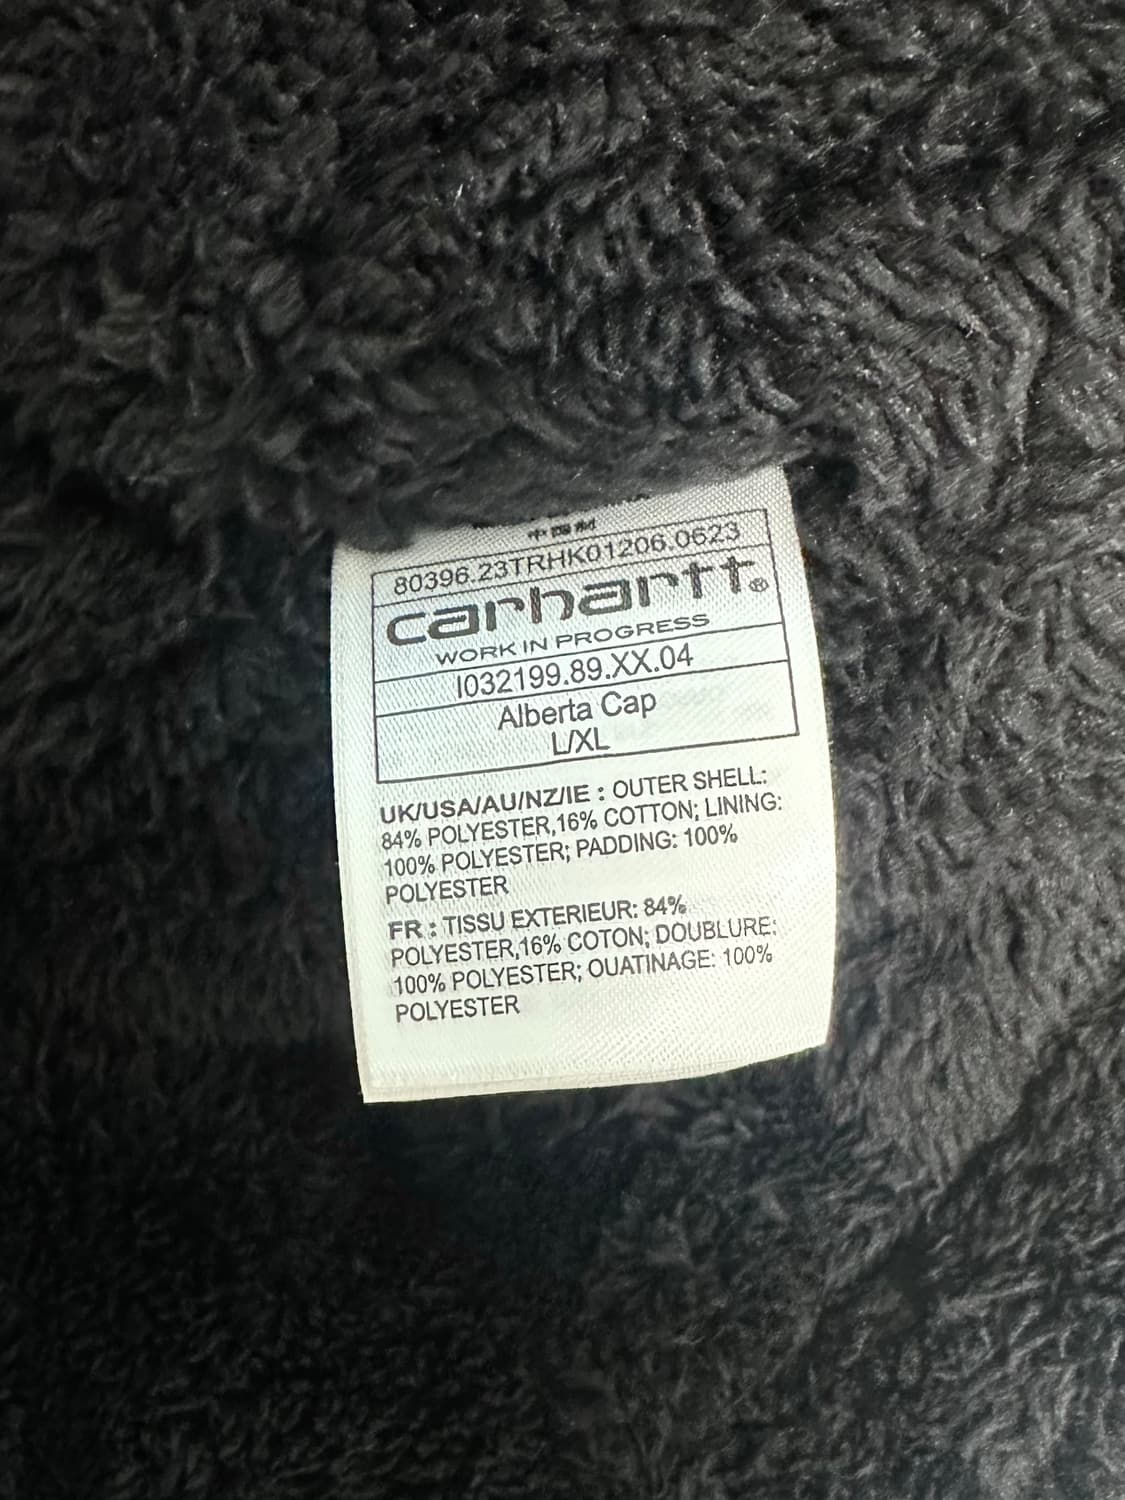 中国制
80396.23TRHK01206.0623
carhartt®
WORK IN PROGRESS
I032199.89.XX.04
Alberta Cap
L/XL
UK/USA/AU/NZ/IE : OUTER SHELL:
84% POLYESTER,16% COTTON; LINING:
100% POLYESTER; PADDING: 100%
POLYESTER
FR : TISSU EXTERIEUR: 84%
POLYESTER,16% COTON; DOUBLURE:
100% POLYESTER; OUATINAGE: 100%
POLYESTER